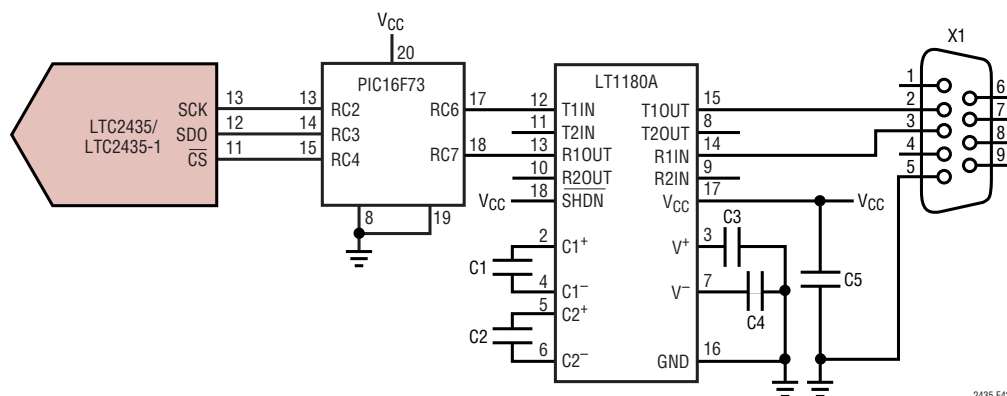 VCC
20
PIC16F73
LTC2435/
LTC2435-1
SCK 13 13 RC2
SDO 12 14 RC3
CS 11 15 RC4
RC6 17
RC7 18
8 19
LT1180A
12 T1IN
11 T2IN
13 R1OUT
10 R2OUT
VCC 18 SHDN
2 C1+
C1
4 C1−
5 C2+
C2
6 C2−
T1OUT 15
T2OUT 8
R1IN 14
R2IN 9
VCC 17 VCC
V+ 3 C3
V− 7 C4
GND 16
C5
X1
1
2
3
4
5
6
7
8
9